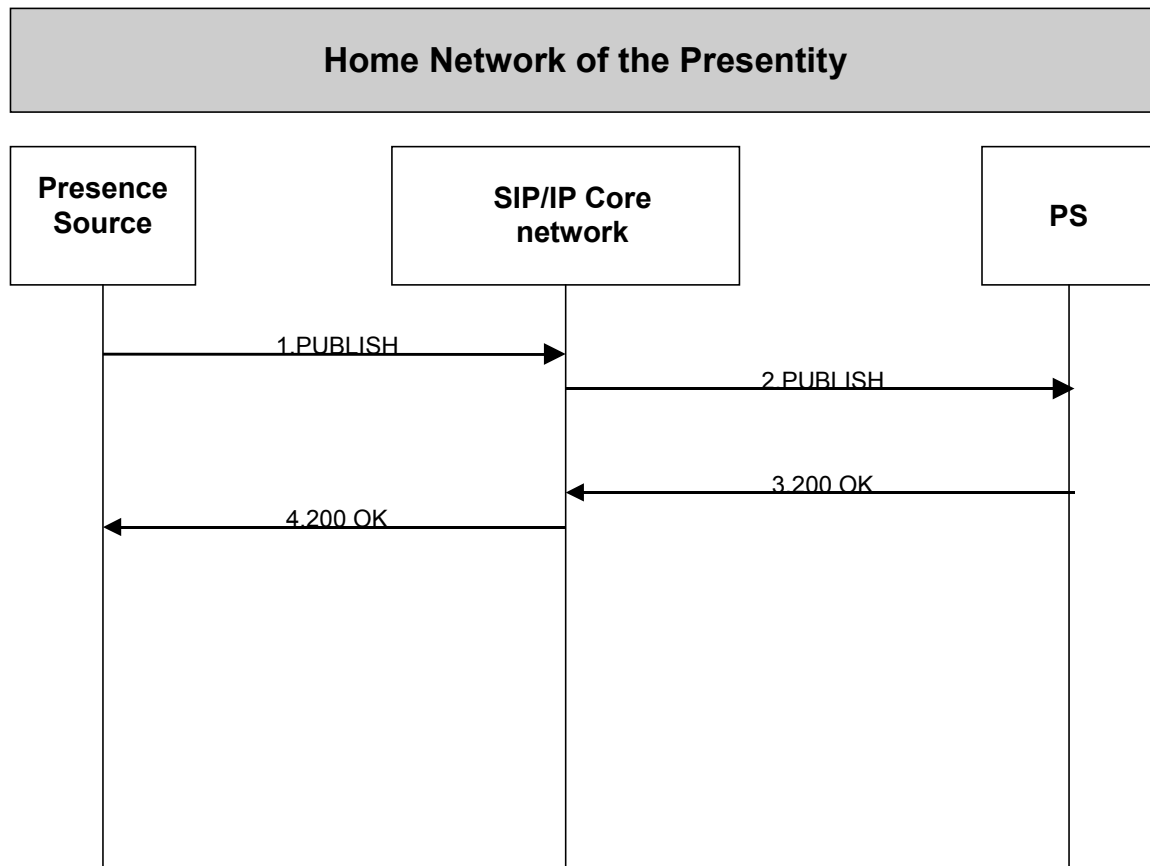 Home Network of the Presentity
Presence
Source
SIP/IP Core
network
PS
1.PUBLISH
2.PUBLISH
3.200 OK
4.200 OK